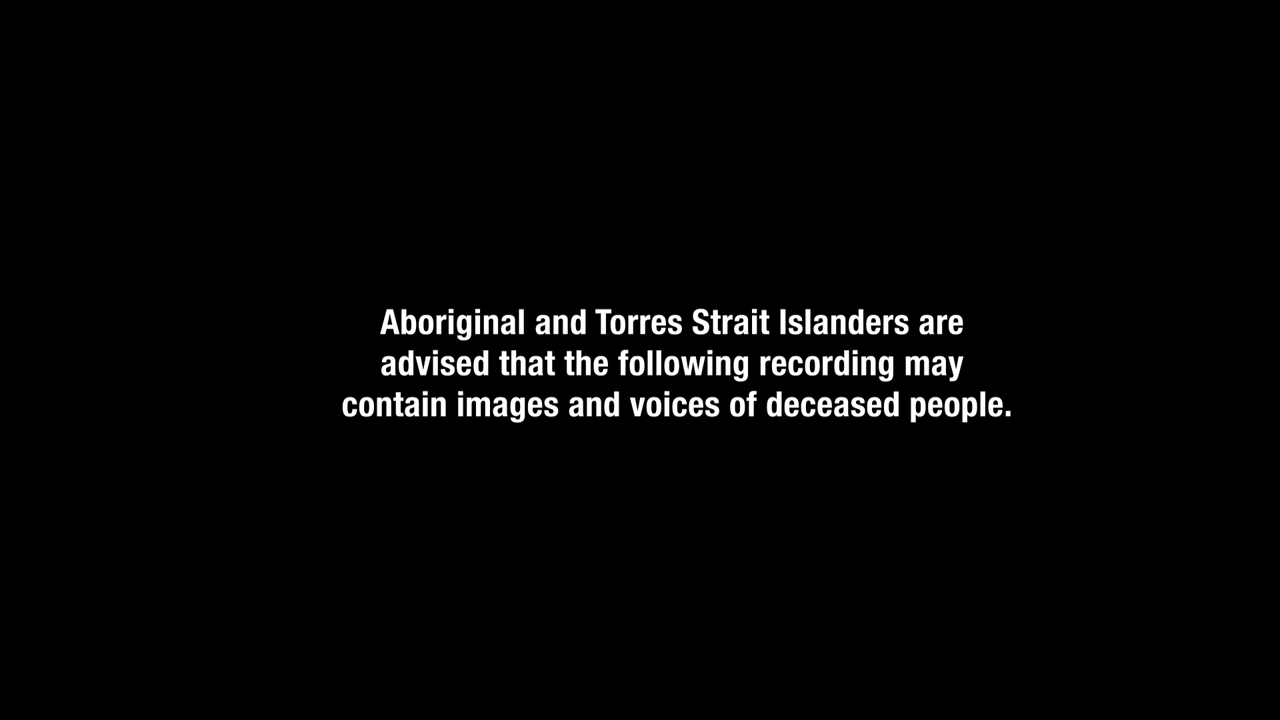 Aboriginal and Torres Strait Islanders are
advised that the following recording may
contain images and voices of deceased people.